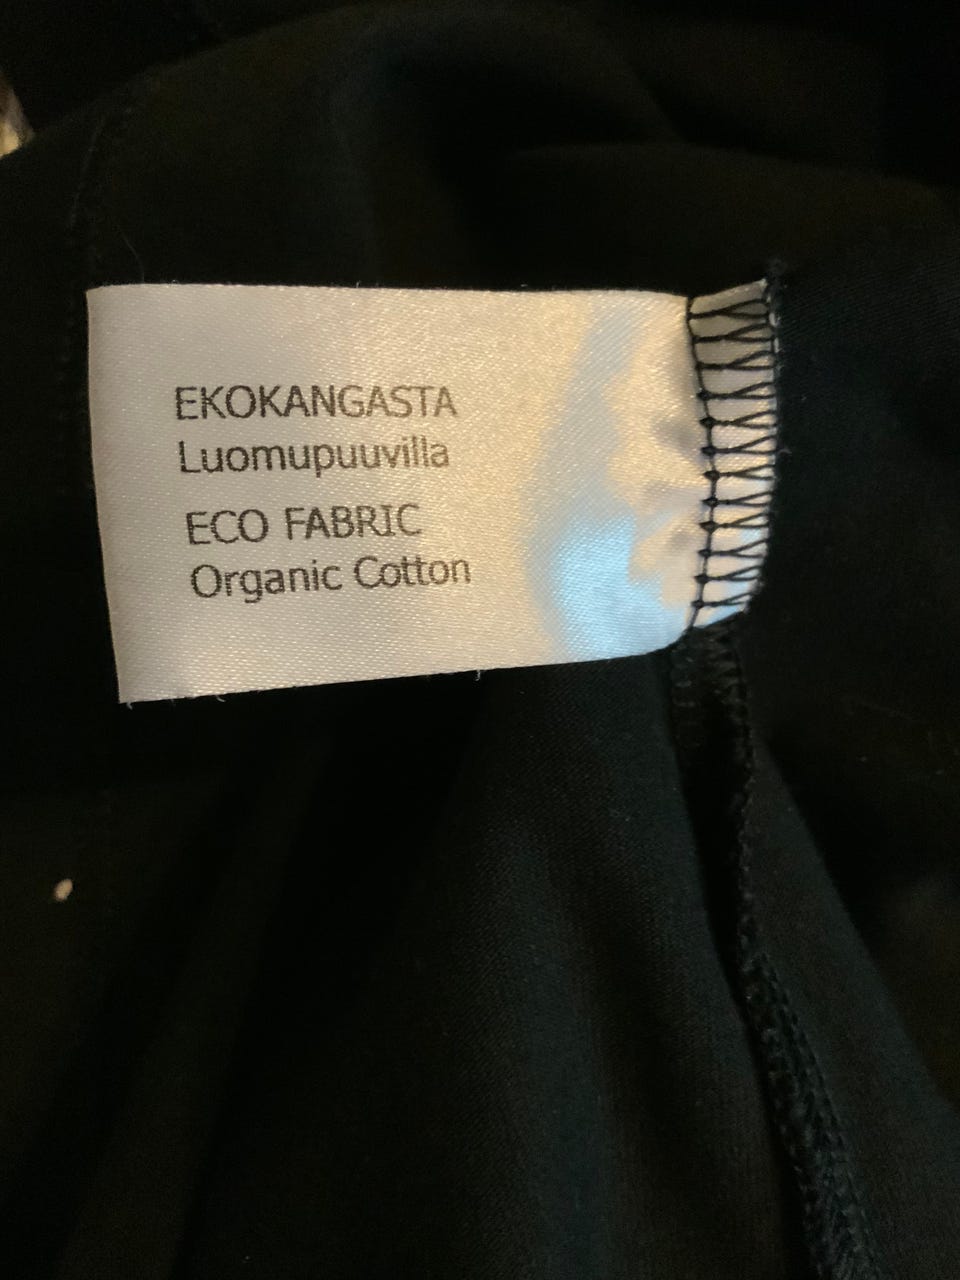 EKOKANGASTA
Luomupuuvilla
ECO FABRIC
Organic Cotton